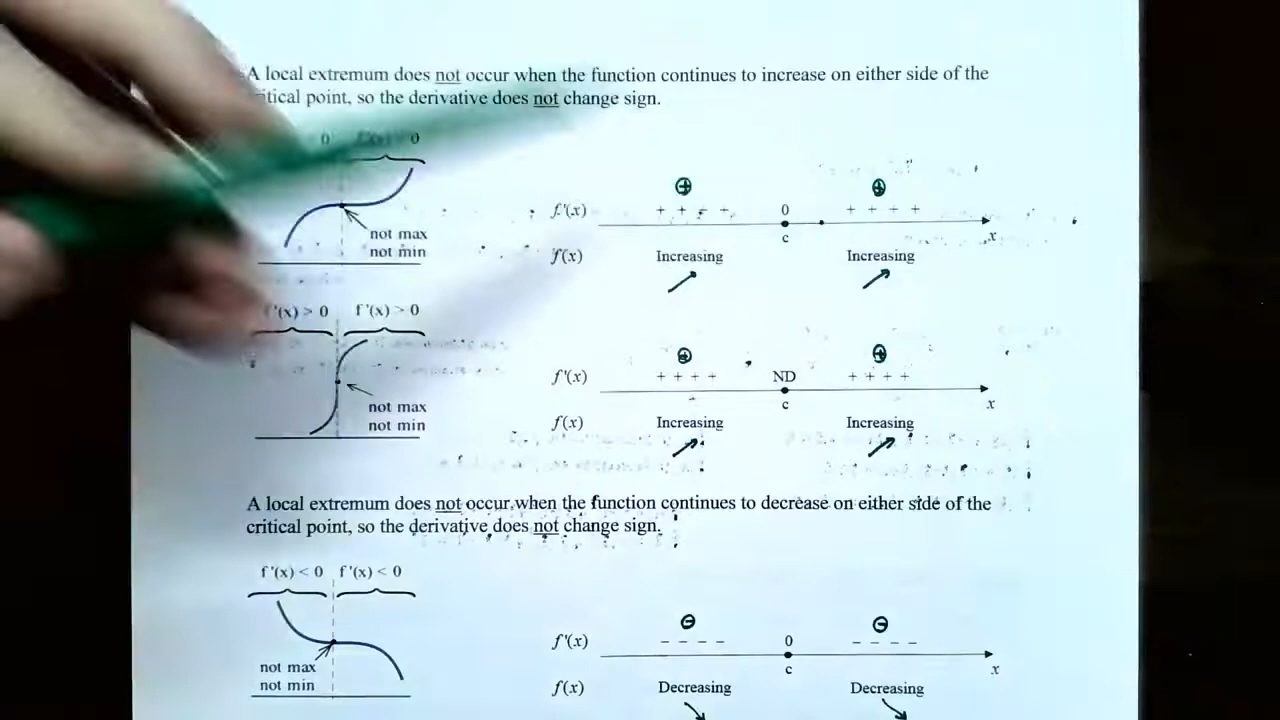 A local extremum does not occur when the function continues to increase on either side of the
point, so the derivative does not change sign.
0
0
f'(x) + + + + 0 + + + +
⊕ ⊕
c x
not max
not min
f(x) Increasing Increasing
f'(x) > 0 f'(x) > 0
⊕ ⊕
f'(x) + + + + ND + + + +
c x
not max
not min
f(x) Increasing Increasing
A local extremum does not occur when the function continues to decrease on either side of the
critical point, so the derivative does not change sign.
f'(x) < 0 f'(x) < 0
⊖ ⊖
f'(x) - - - - 0 - - - -
c x
not max
not min
f(x) Decreasing Decreasing